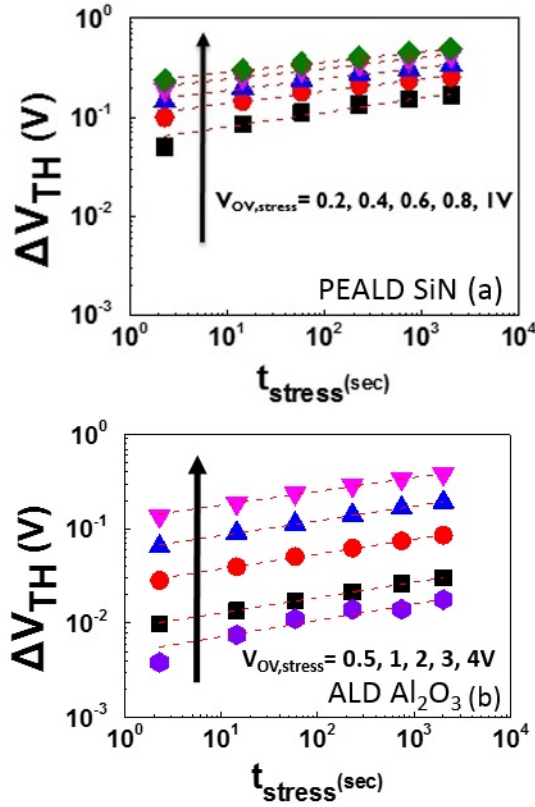 10⁰
10⁻¹
10⁻²
10⁻³
ΔV_TH (V)
V_OV,stress= 0.2, 0.4, 0.6, 0.8, 1V
PEALD SiN (a)
10⁰ 10¹ 10² 10³ 10⁴
t_stress(sec)
10⁰
10⁻¹
10⁻²
10⁻³
ΔV_TH (V)
V_OV,stress= 0.5, 1, 2, 3, 4V
ALD Al₂O₃ (b)
10⁰ 10¹ 10² 10³ 10⁴
t_stress(sec)